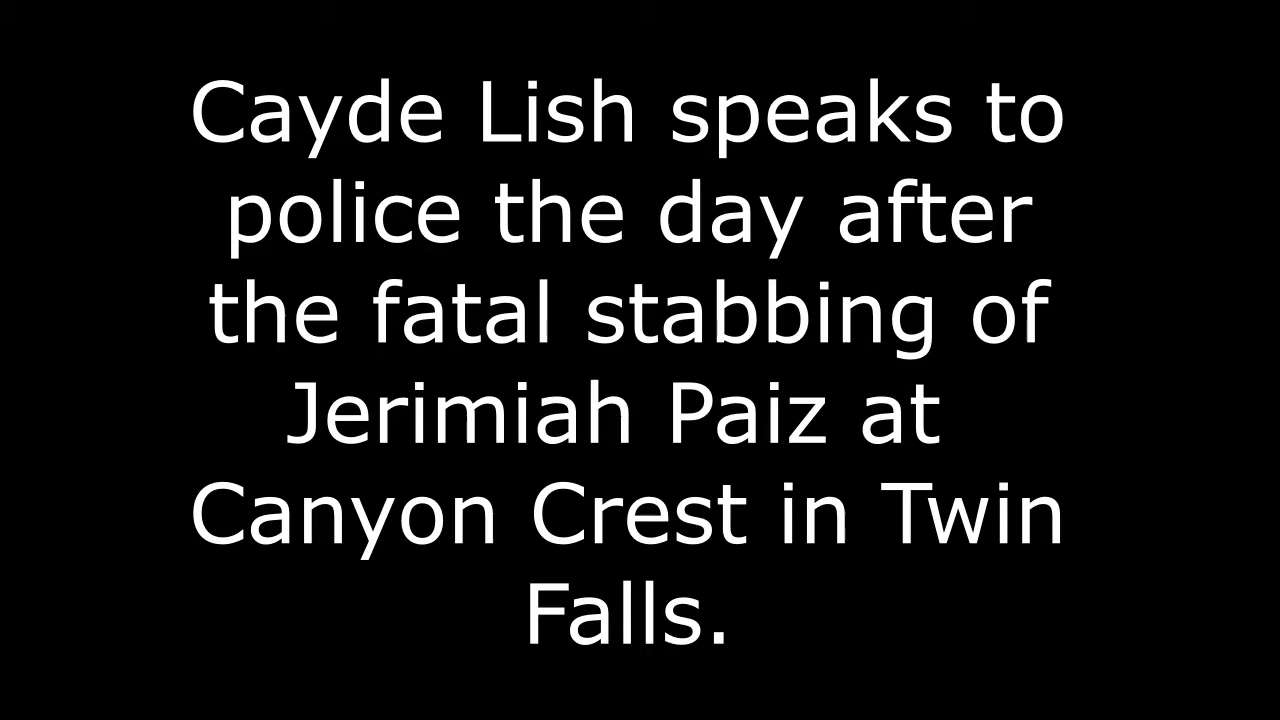 Cayde Lish speaks to
police the day after
the fatal stabbing of
Jerimiah Paiz at
Canyon Crest in Twin
Falls.